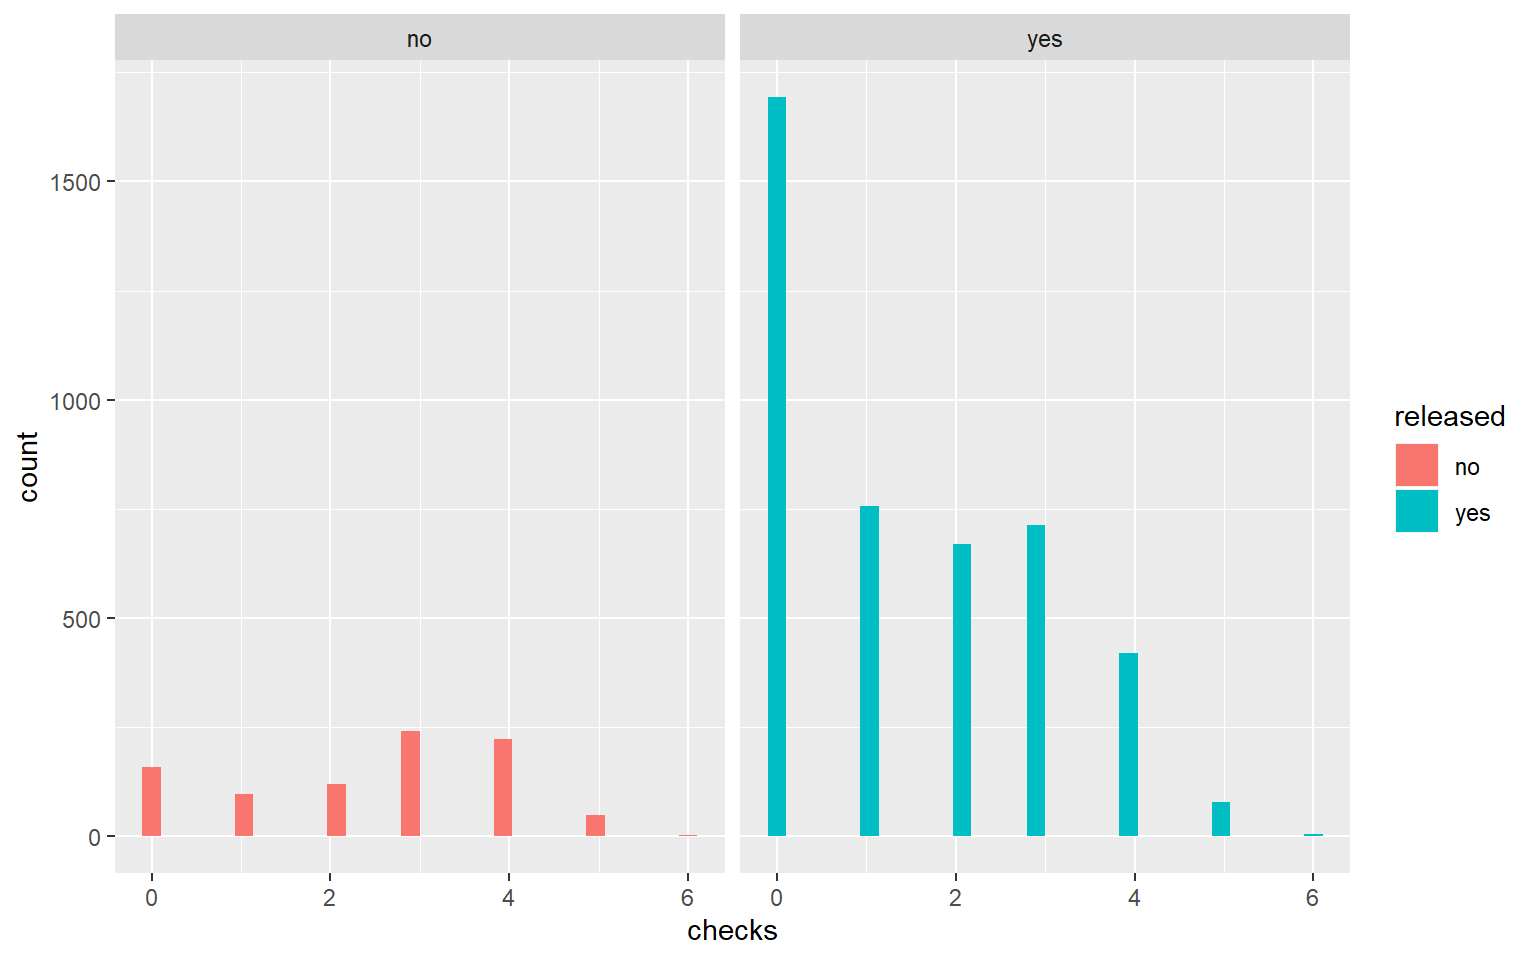 no
yes
1500
1000
500
0
count
0 2 4 6
0 2 4 6
checks
released
no
yes